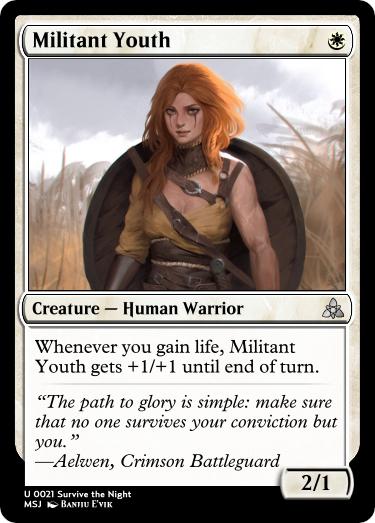 Militant Youth
Creature — Human Warrior
Whenever you gain life, Militant
Youth gets +1/+1 until end of turn.
“The path to glory is simple: make sure
that no one survives your conviction but
you.”
—Aelwen, Crimson Battleguard
2/1
U 0021 Survive the Night
MSJ Banjiu E'vik